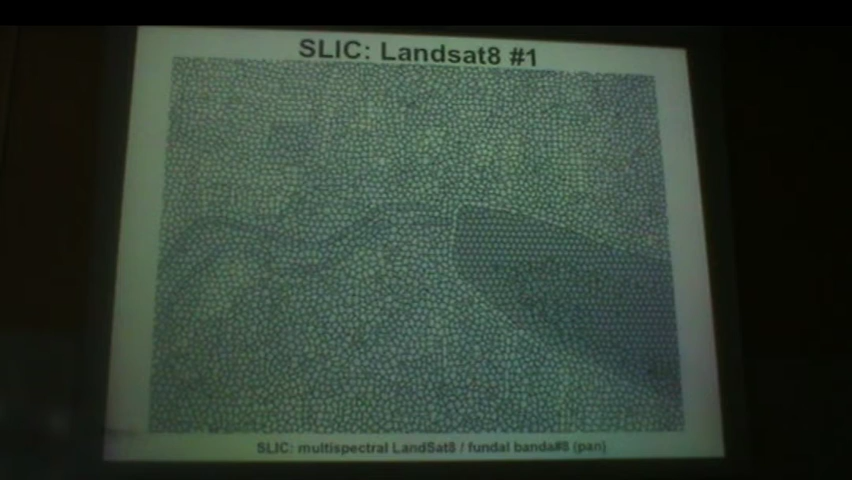 SLIC: Landsat8 #1
SLIC: multispectral LandSat8 / fundal banda#8 (pan)